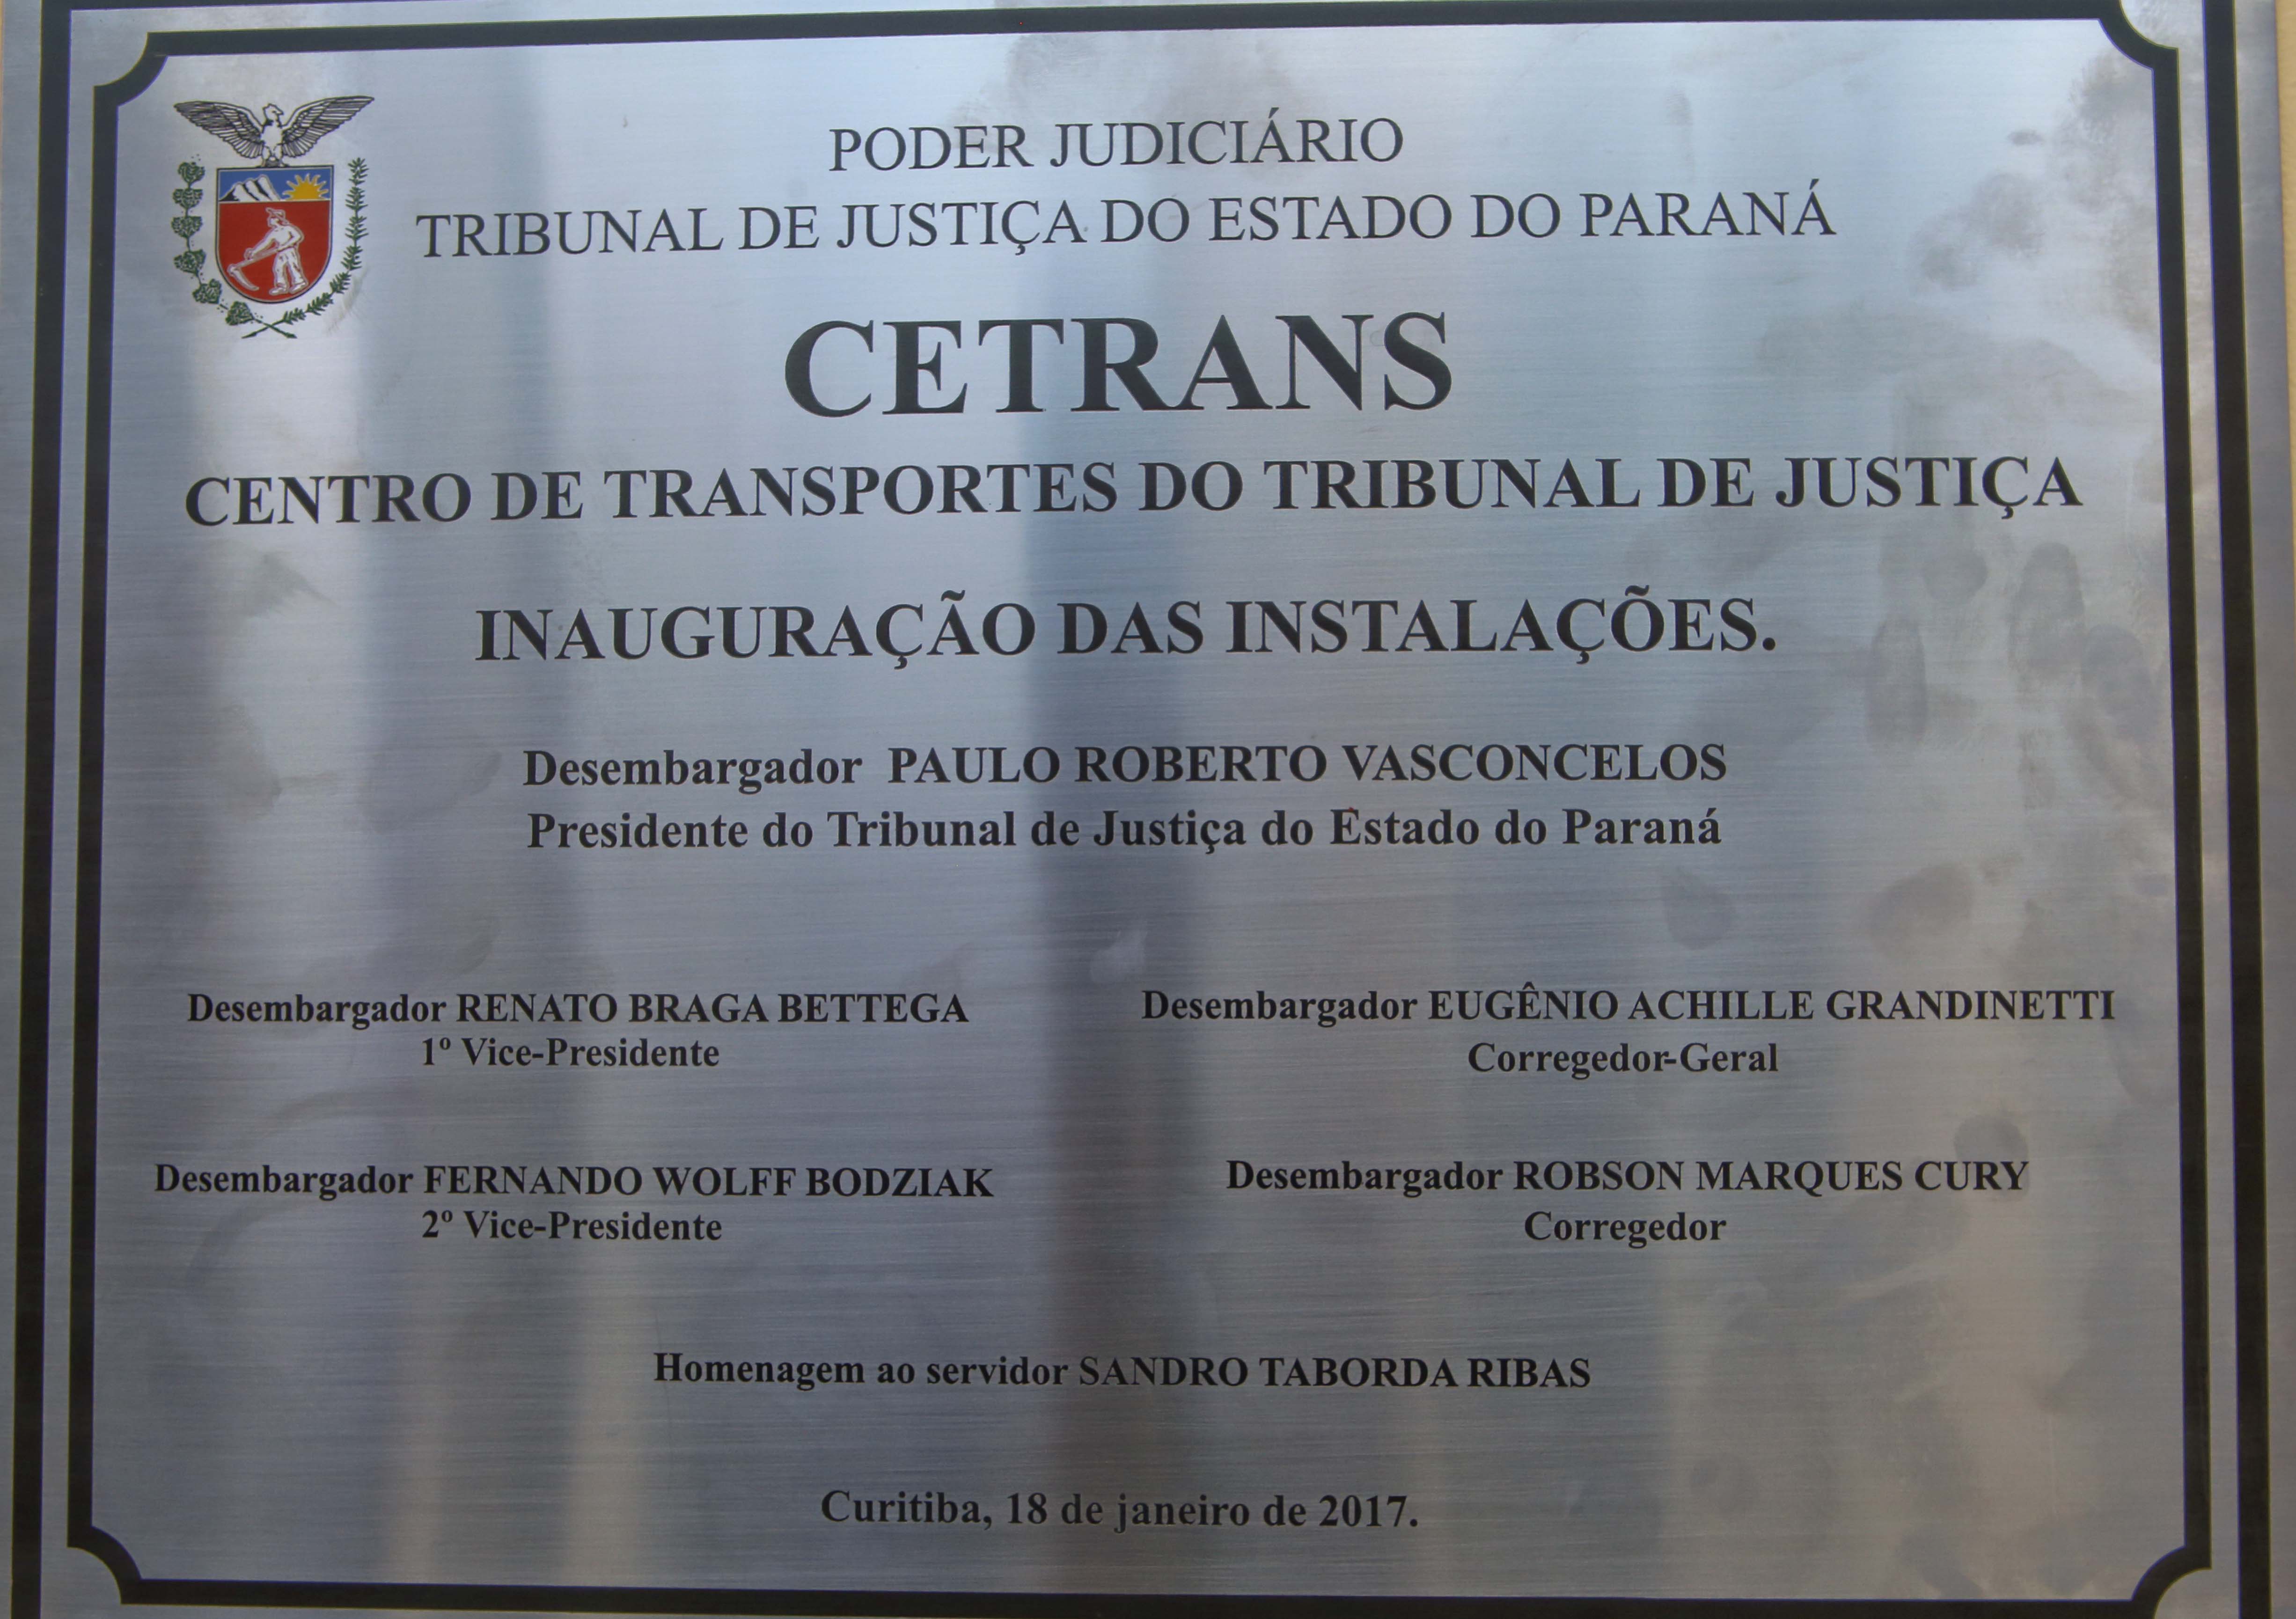 PODER JUDICIÁRIO
TRIBUNAL DE JUSTIÇA DO ESTADO DO PARANÁ
CETRANS
CENTRO DE TRANSPORTES DO TRIBUNAL DE JUSTIÇA
INAUGURAÇÃO DAS INSTALAÇÕES.
Desembargador PAULO ROBERTO VASCONCELOS
Presidente do Tribunal de Justiça do Estado do Paraná
Desembargador RENATO BRAGA BETTEGA
1º Vice-Presidente
Desembargador EUGÊNIO ACHILLE GRANDINETTI
Corregedor-Geral
Desembargador FERNANDO WOLFF BODZIAK
2º Vice-Presidente
Desembargador ROBSON MARQUES CURY
Corregedor
Homenagem ao servidor SANDRO TABORDA RIBAS
Curitiba, 18 de janeiro de 2017.